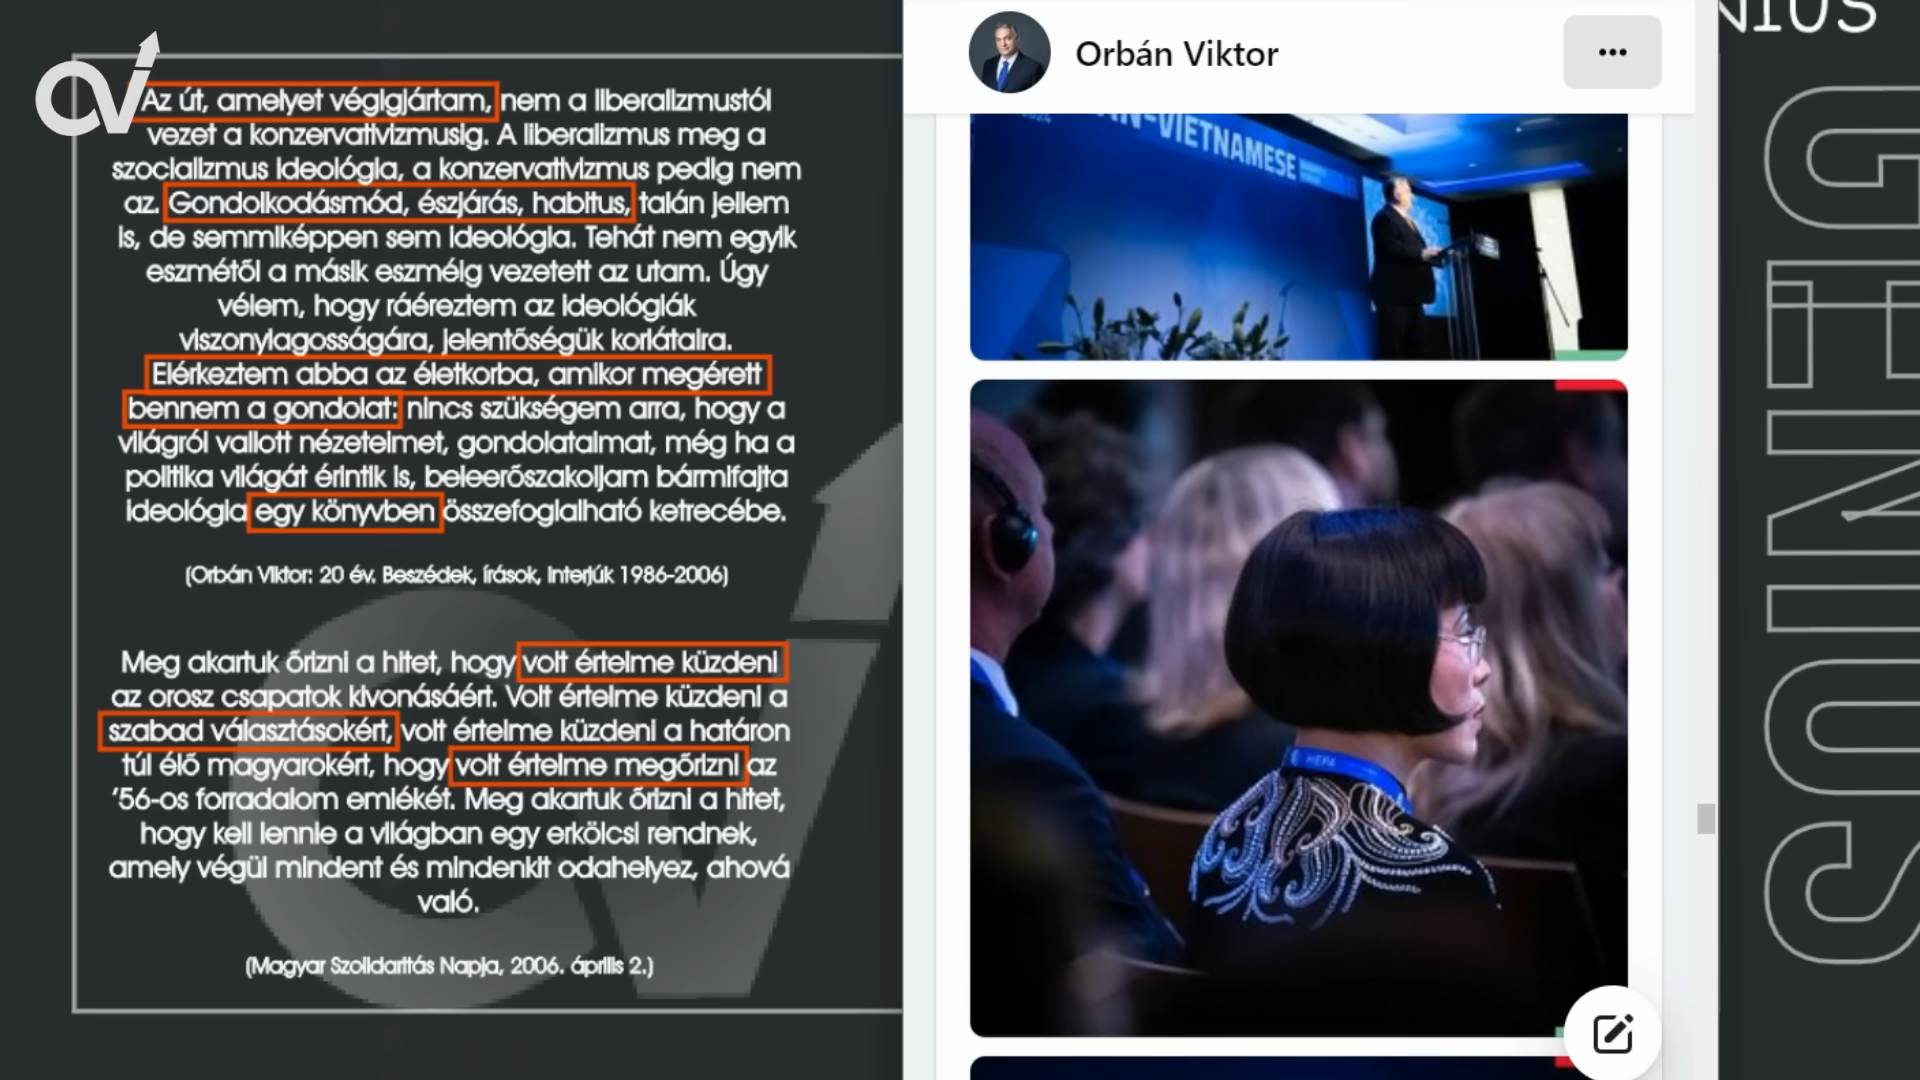 Az út, amelyet végigjártam, nem a liberalizmustól
vezet a konzervativizmusig. A liberalizmus meg a
szocializmus ideológia, a konzervativizmus pedig nem
az. Gondolkodásmód, észjárás, habitus, talán jellem
is, de semmiképpen sem ideológia. Tehát nem egyik
eszmétől a másik eszméig vezetett az utam. Úgy
vélem, hogy ráéreztem az ideológiák
viszonylagosságára, jelentőségük korlátaira.
Elérkeztem abba az életkorba, amikor megérett
bennem a gondolat: nincs szükségem arra, hogy a
világról vallott nézeteimet, gondolataimat, még ha a
politika világát érintik is, beleerőszakoljam bármifajta
ideológia egy könyvben összefoglalható ketrecébe.
(Orbán Viktor: 20 év. Beszédek, írások, interjúk 1986-2006)
Meg akartuk őrizni a hitet, hogy volt értelme küzdeni
az orosz csapatok kivonásáért. Volt értelme küzdeni a
szabad választásokért, volt értelme küzdeni a határon
túl élő magyarokért, hogy volt értelme megőrizni az
'56-os forradalom emlékét. Meg akartuk őrizni a hitet,
hogy kell lennie a világban egy erkölcsi rendnek,
amely végül mindent és mindenkit odahelyez, ahová
való.
(Magyar Szolidaritás Napja, 2006. április 2.)
Orbán Viktor
AN-VIETNAMESE
HEPA
NIUS
GENIUS